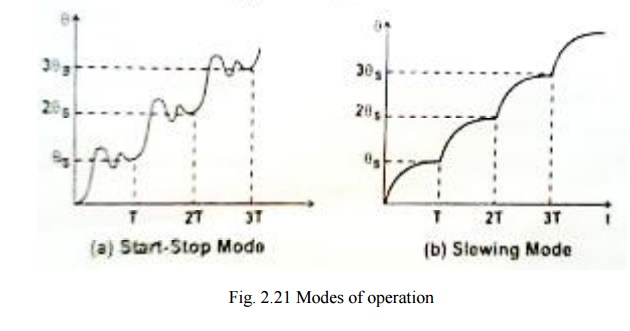 θ
3θs
2θs
θs
T 2T 3T
(a) Start-Stop Mode
θ
3θs
2θs
θs
T 2T 3T t
(b) Slewing Mode
Fig. 2.21 Modes of operation